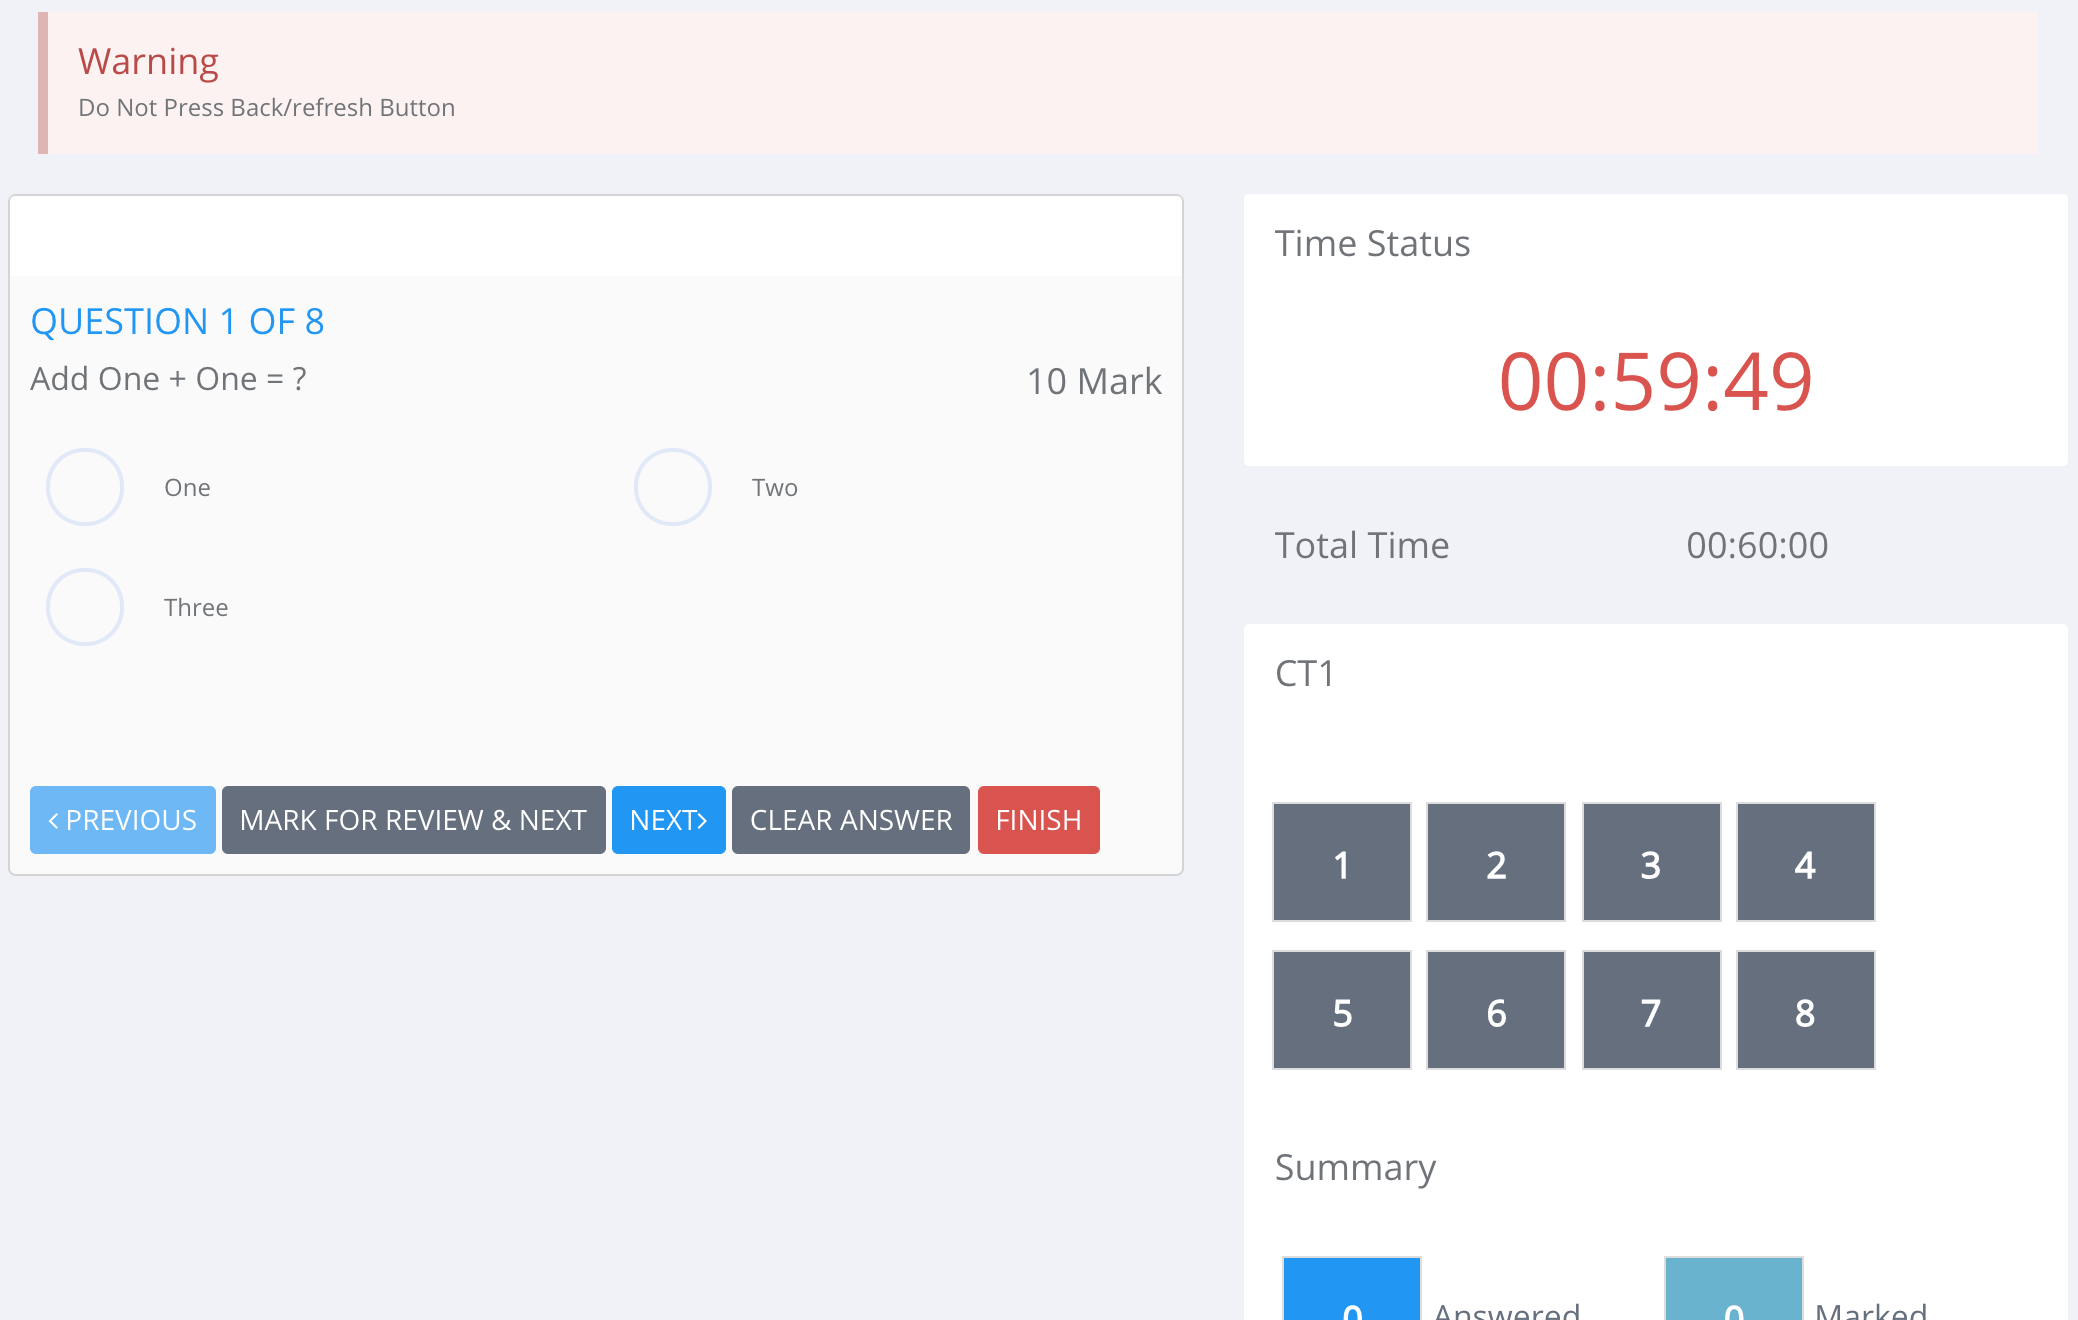 Warning
Do Not Press Back/refresh Button
QUESTION 1 OF 8
Add One + One = ?
10 Mark
One
Two
Three
< PREVIOUS
MARK FOR REVIEW & NEXT
NEXT>
CLEAR ANSWER
FINISH
Time Status
00:59:49
Total Time 00:60:00
CT1
1 2 3 4
5 6 7 8
Summary
0 Answered 0 Marked